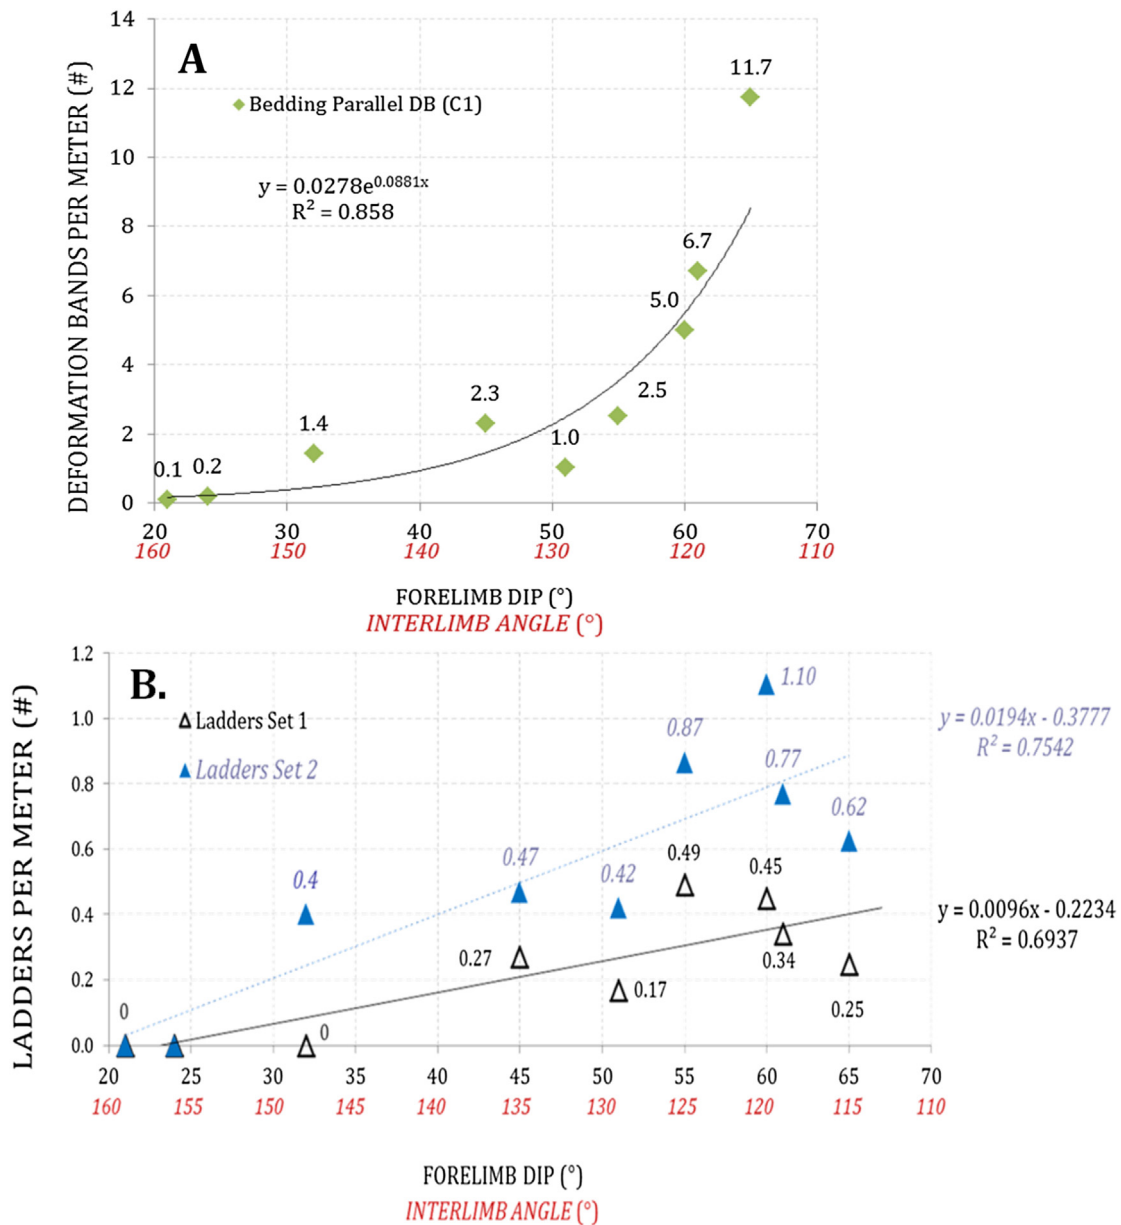 A
DEFORMATION BANDS PER METER (#)
14
12
10
8
6
4
2
0
Bedding Parallel DB (C1)
y = 0.0278e^0.0881x
R² = 0.858
0.1
0.2
1.4
2.3
1.0
2.5
5.0
6.7
11.7
20 30 40 50 60 70
160 150 140 130 120 110
FORELIMB DIP (°)
INTERLIMB ANGLE (°)
B.
LADDERS PER METER (#)
1.2
1.0
0.8
0.6
0.4
0.2
0.0
Ladders Set 1
Ladders Set 2
0
0.4
0
0.47
0.27
0.42
0.17
0.87
0.49
1.10
0.77
0.45
0.34
0.62
0.25
y = 0.0194x - 0.3777
R² = 0.7542
y = 0.0096x - 0.2234
R² = 0.6937
20 25 30 35 40 45 50 55 60 65 70
160 155 150 145 140 135 130 125 120 115 110
FORELIMB DIP (°)
INTERLIMB ANGLE (°)